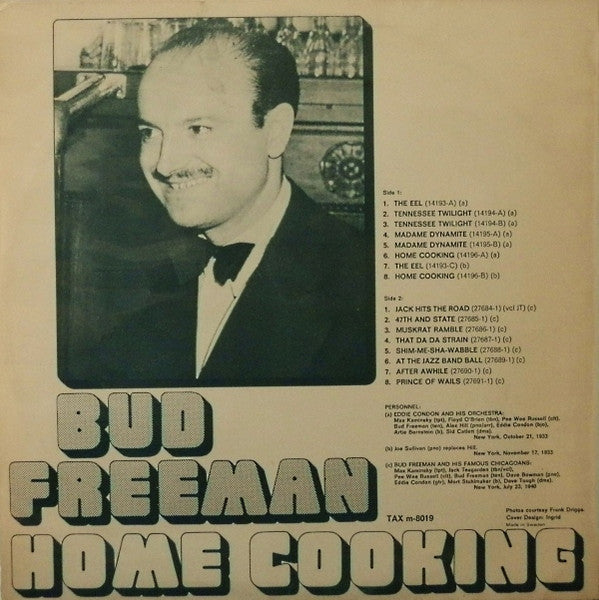 Side 1:
1. THE EEL (14193-A) (a)
2. TENNESSEE TWILIGHT (14194-A) (a)
3. TENNESSEE TWILIGHT (14194-B) (a)
4. MADAME DYNAMITE (14195-A) (a)
5. MADAME DYNAMITE (14195-B) (a)
6. HOME COOKING (14196-A) (a)
7. THE EEL (14193-C) (b)
8. HOME COOKING (14196-B) (b)
Side 2:
1. JACK HITS THE ROAD (27684-1) (vcl JT) (c)
2. 47TH AND STATE (27685-1) (c)
3. MUSKRAT RAMBLE (27686-1) (c)
4. THAT DA DA STRAIN (27687-1) (c)
5. SHIM-ME-SHA-WABBLE (27688-1) (c)
6. AT THE JAZZ BAND BALL (27689-1) (c)
7. AFTER AWHILE (27690-1) (c)
8. PRINCE OF WAILS (27691-1) (c)
PERSONNEL:
(a) EDDIE CONDON AND HIS ORCHESTRA:
Max Kaminsky (tpt), Floyd O'Brien (tbn), Pee Wee Russell (clt),
Bud Freeman (ten), Alex Hill (pno/arr), Eddie Condon (bjo),
Artie Bernstein (b), Sid Catlett (dms).
New York, October 21, 1933
(b) Joe Sullivan (pno) replaces Hill.
New York, November 17, 1933
(c) BUD FREEMAN AND HIS FAMOUS CHICAGOANS:
Max Kaminsky (tpt), Jack Teagarden (tbn/vcl),
Pee Wee Russell (clt), Bud Freeman (ten), Dave Bowman (pno),
Eddie Condon (gtr), Mort Stuhlmaker (b), Dave Tough (dms).
New York, July 23, 1940
BUD
FREEMAN
TAX m-8019
Photos courtesy Frank Driggs
Cover Design: Ingrid
Made in Sweden
HOME COOKING